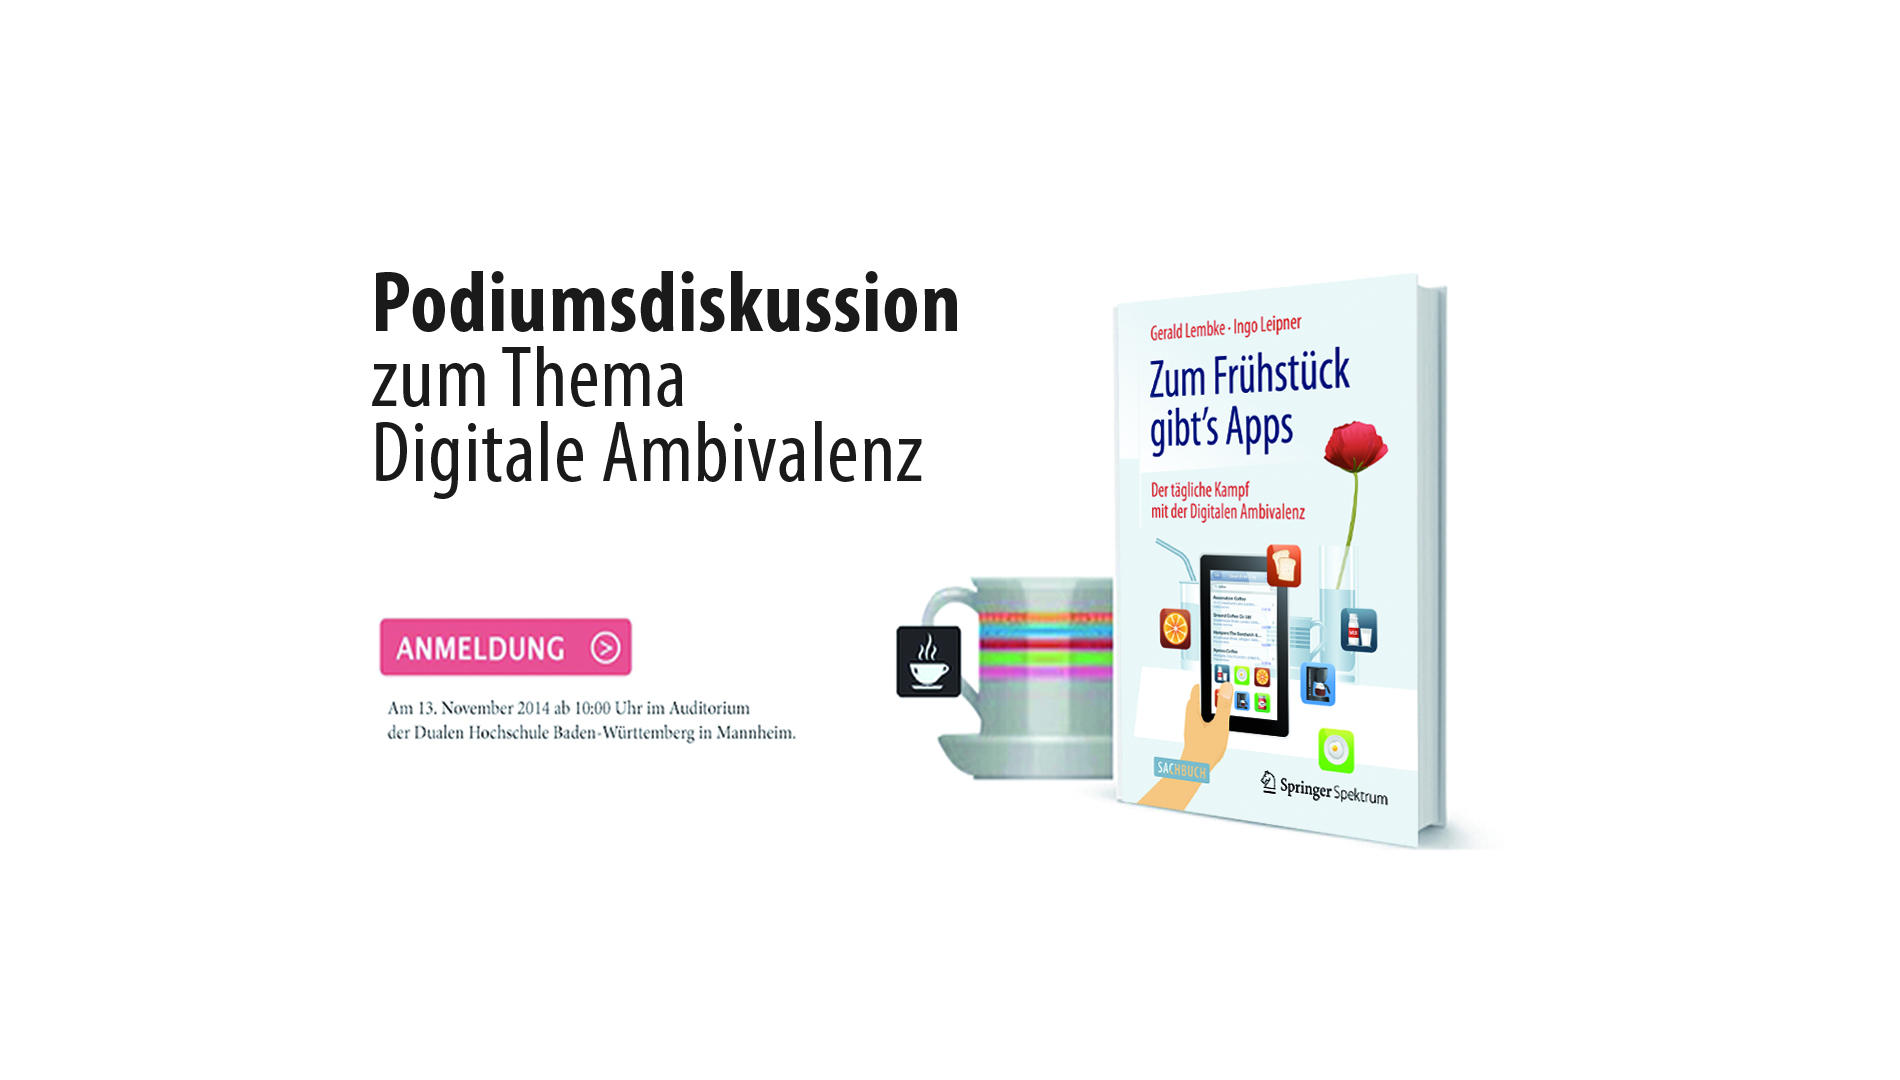 Podiumsdiskussion
zum Thema
Digitale Ambivalenz
ANMELDUNG
Am 13. November 2014 ab 10:00 Uhr im Auditorium
der Dualen Hochschule Baden-Württemberg in Mannheim.
Gerald Lembke · Ingo Leipner
Zum Frühstück
gibt's Apps
Der tägliche Kampf
mit der Digitalen Ambivalenz
SACHBUCH
Springer Spektrum